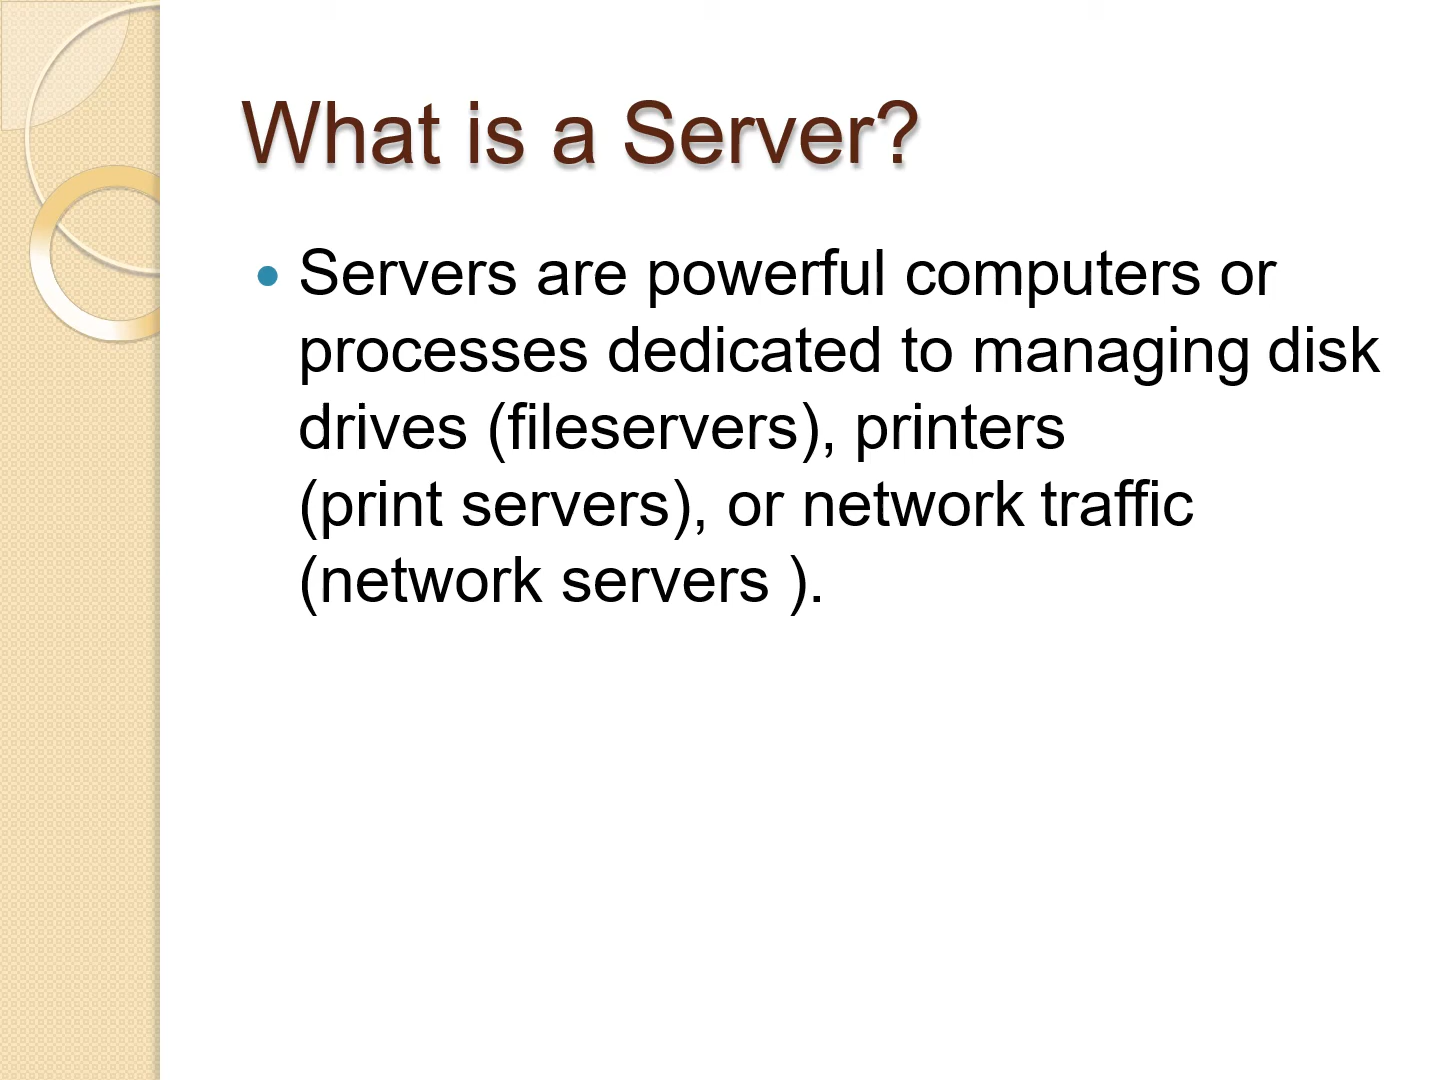 What is a Server?
• Servers are powerful computers or
processes dedicated to managing disk
drives (fileservers), printers
(print servers), or network traffic
(network servers ).